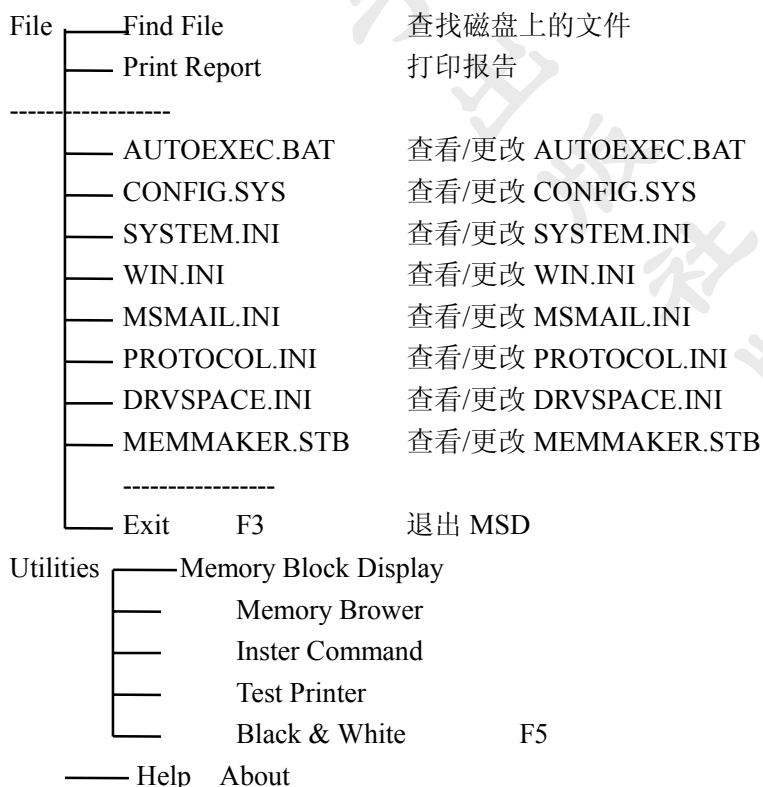 File Find File 查找磁盘上的文件
Print Report 打印报告
------------------
AUTOEXEC.BAT 查看/更改 AUTOEXEC.BAT
CONFIG.SYS 查看/更改 CONFIG.SYS
SYSTEM.INI 查看/更改 SYSTEM.INI
WIN.INI 查看/更改 WIN.INI
MSMAIL.INI 查看/更改 MSMAIL.INI
PROTOCOL.INI 查看/更改 PROTOCOL.INI
DRVSPACE.INI 查看/更改 DRVSPACE.INI
MEMMAKER.STB 查看/更改 MEMMAKER.STB
-----------------
Exit F3 退出 MSD
Utilities Memory Block Display
Memory Brower
Inster Command
Test Printer
Black & White F5
Help About